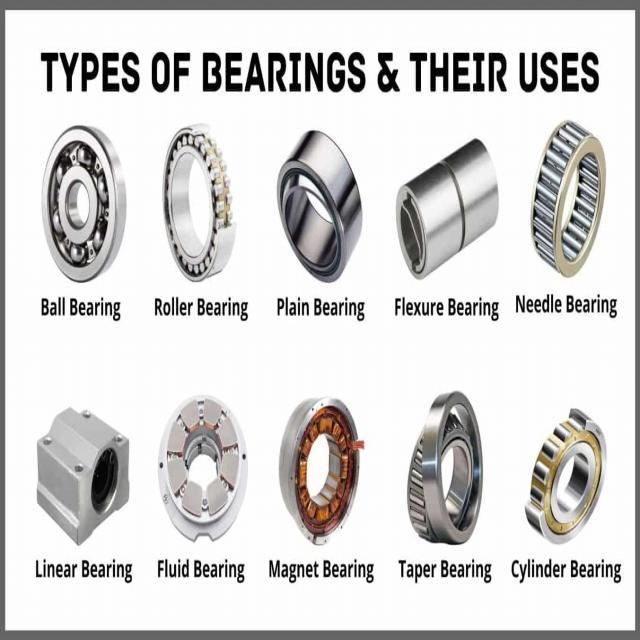 TYPES OF BEARINGS & THEIR USES
Ball Bearing
Roller Bearing
Plain Bearing
Flexure Bearing
Needle Bearing
Linear Bearing
Fluid Bearing
Magnet Bearing
Taper Bearing
Cylinder Bearing